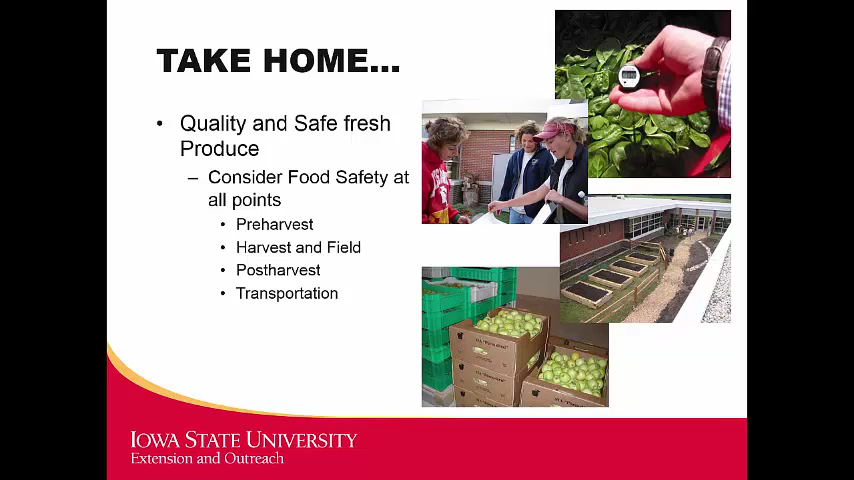 TAKE HOME...
• Quality and Safe fresh
Produce
– Consider Food Safety at
all points
• Preharvest
• Harvest and Field
• Postharvest
• Transportation
IOWA STATE UNIVERSITY
Extension and Outreach